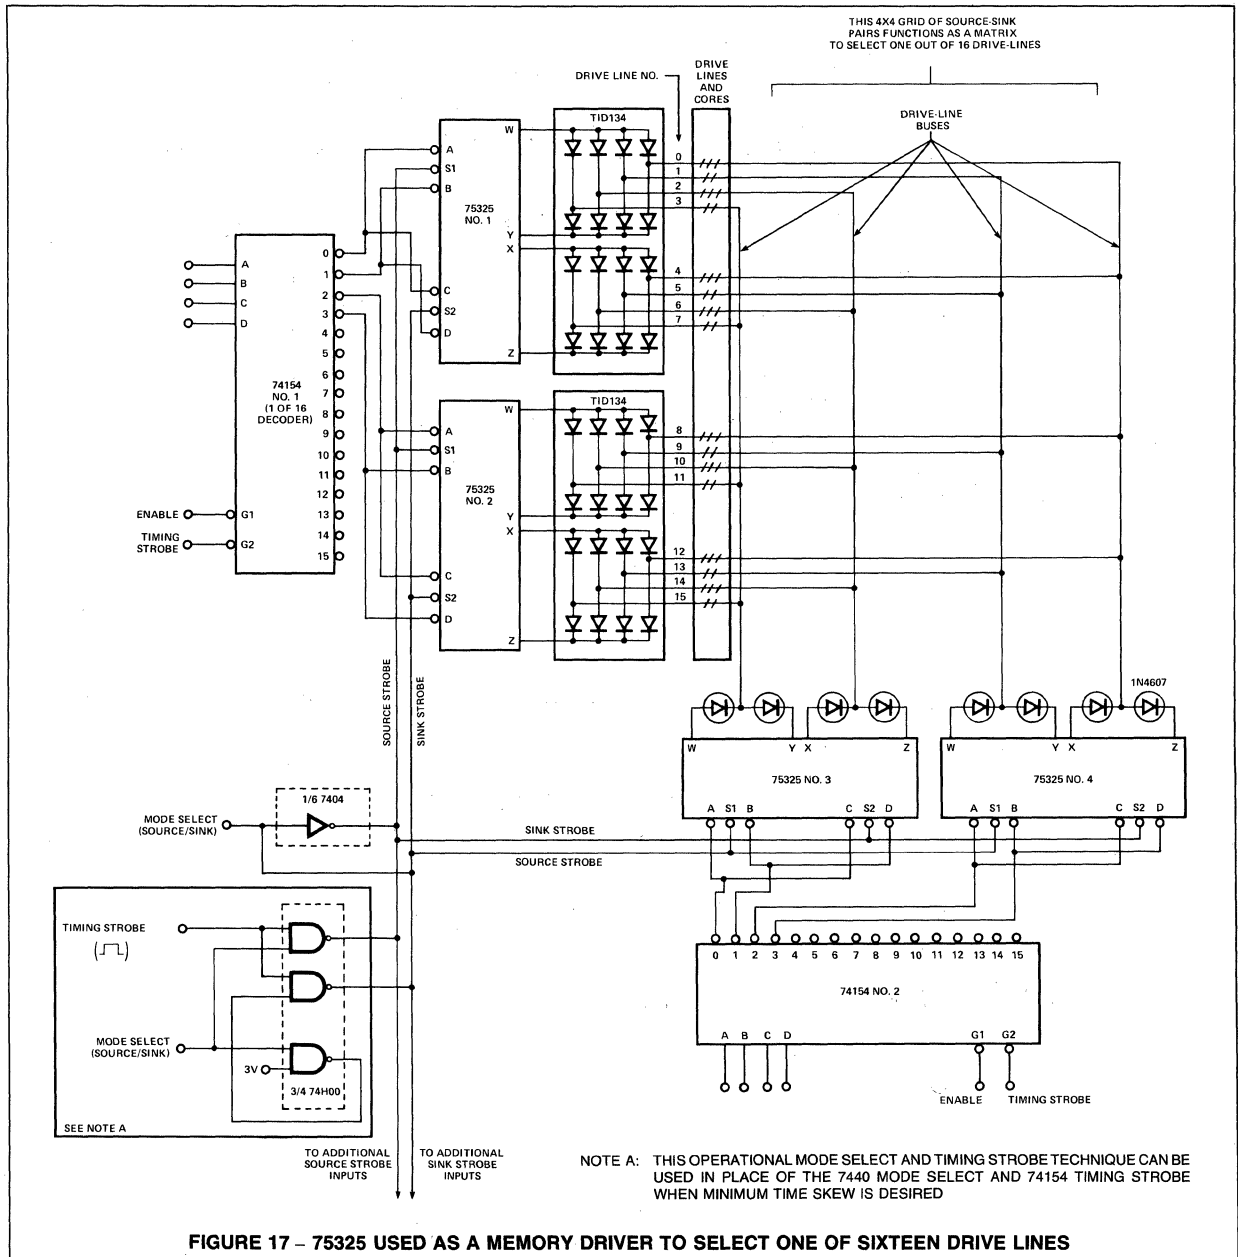 THIS 4X4 GRID OF SOURCE-SINK
PAIRS FUNCTIONS AS A MATRIX
TO SELECT ONE OUT OF 16 DRIVE-LINES
DRIVE LINE NO.
DRIVE
LINES
AND
CORES
DRIVE-LINE
BUSES
TID134
W
A
S1
B
75325
NO. 1
Y
X
C
S2
D
Z
0
1
2
3
4
5
6
7
A
B
C
D
74154
NO. 1
(1 OF 16
DECODER)
0
1
2
3
4
5
6
7
8
9
10
11
12
13
14
15
ENABLE
G1
TIMING
STROBE
G2
TID134
W
A
S1
B
75325
NO. 2
Y
X
C
S2
D
Z
8
9
10
11
12
13
14
15
SOURCE STROBE
SINK STROBE
1N4607
W
Y
X
Z
75325 NO. 3
A S1 B
C S2 D
W
Y
X
Z
75325 NO. 4
A S1 B
C S2 D
1/6 7404
MODE SELECT
(SOURCE/SINK)
SINK STROBE
SOURCE STROBE
TIMING STROBE
MODE SELECT
(SOURCE/SINK)
3V
3/4 74H00
SEE NOTE A
0 1 2 3 4 5 6 7 8 9 10 11 12 13 14 15
74154 NO. 2
A B C D
G1 G2
ENABLE
TIMING STROBE
TO ADDITIONAL
SOURCE STROBE
INPUTS
TO ADDITIONAL
SINK STROBE
INPUTS
NOTE A: THIS OPERATIONAL MODE SELECT AND TIMING STROBE TECHNIQUE CAN BE
USED IN PLACE OF THE 7440 MODE SELECT AND 74154 TIMING STROBE
WHEN MINIMUM TIME SKEW IS DESIRED
FIGURE 17 – 75325 USED AS A MEMORY DRIVER TO SELECT ONE OF SIXTEEN DRIVE LINES